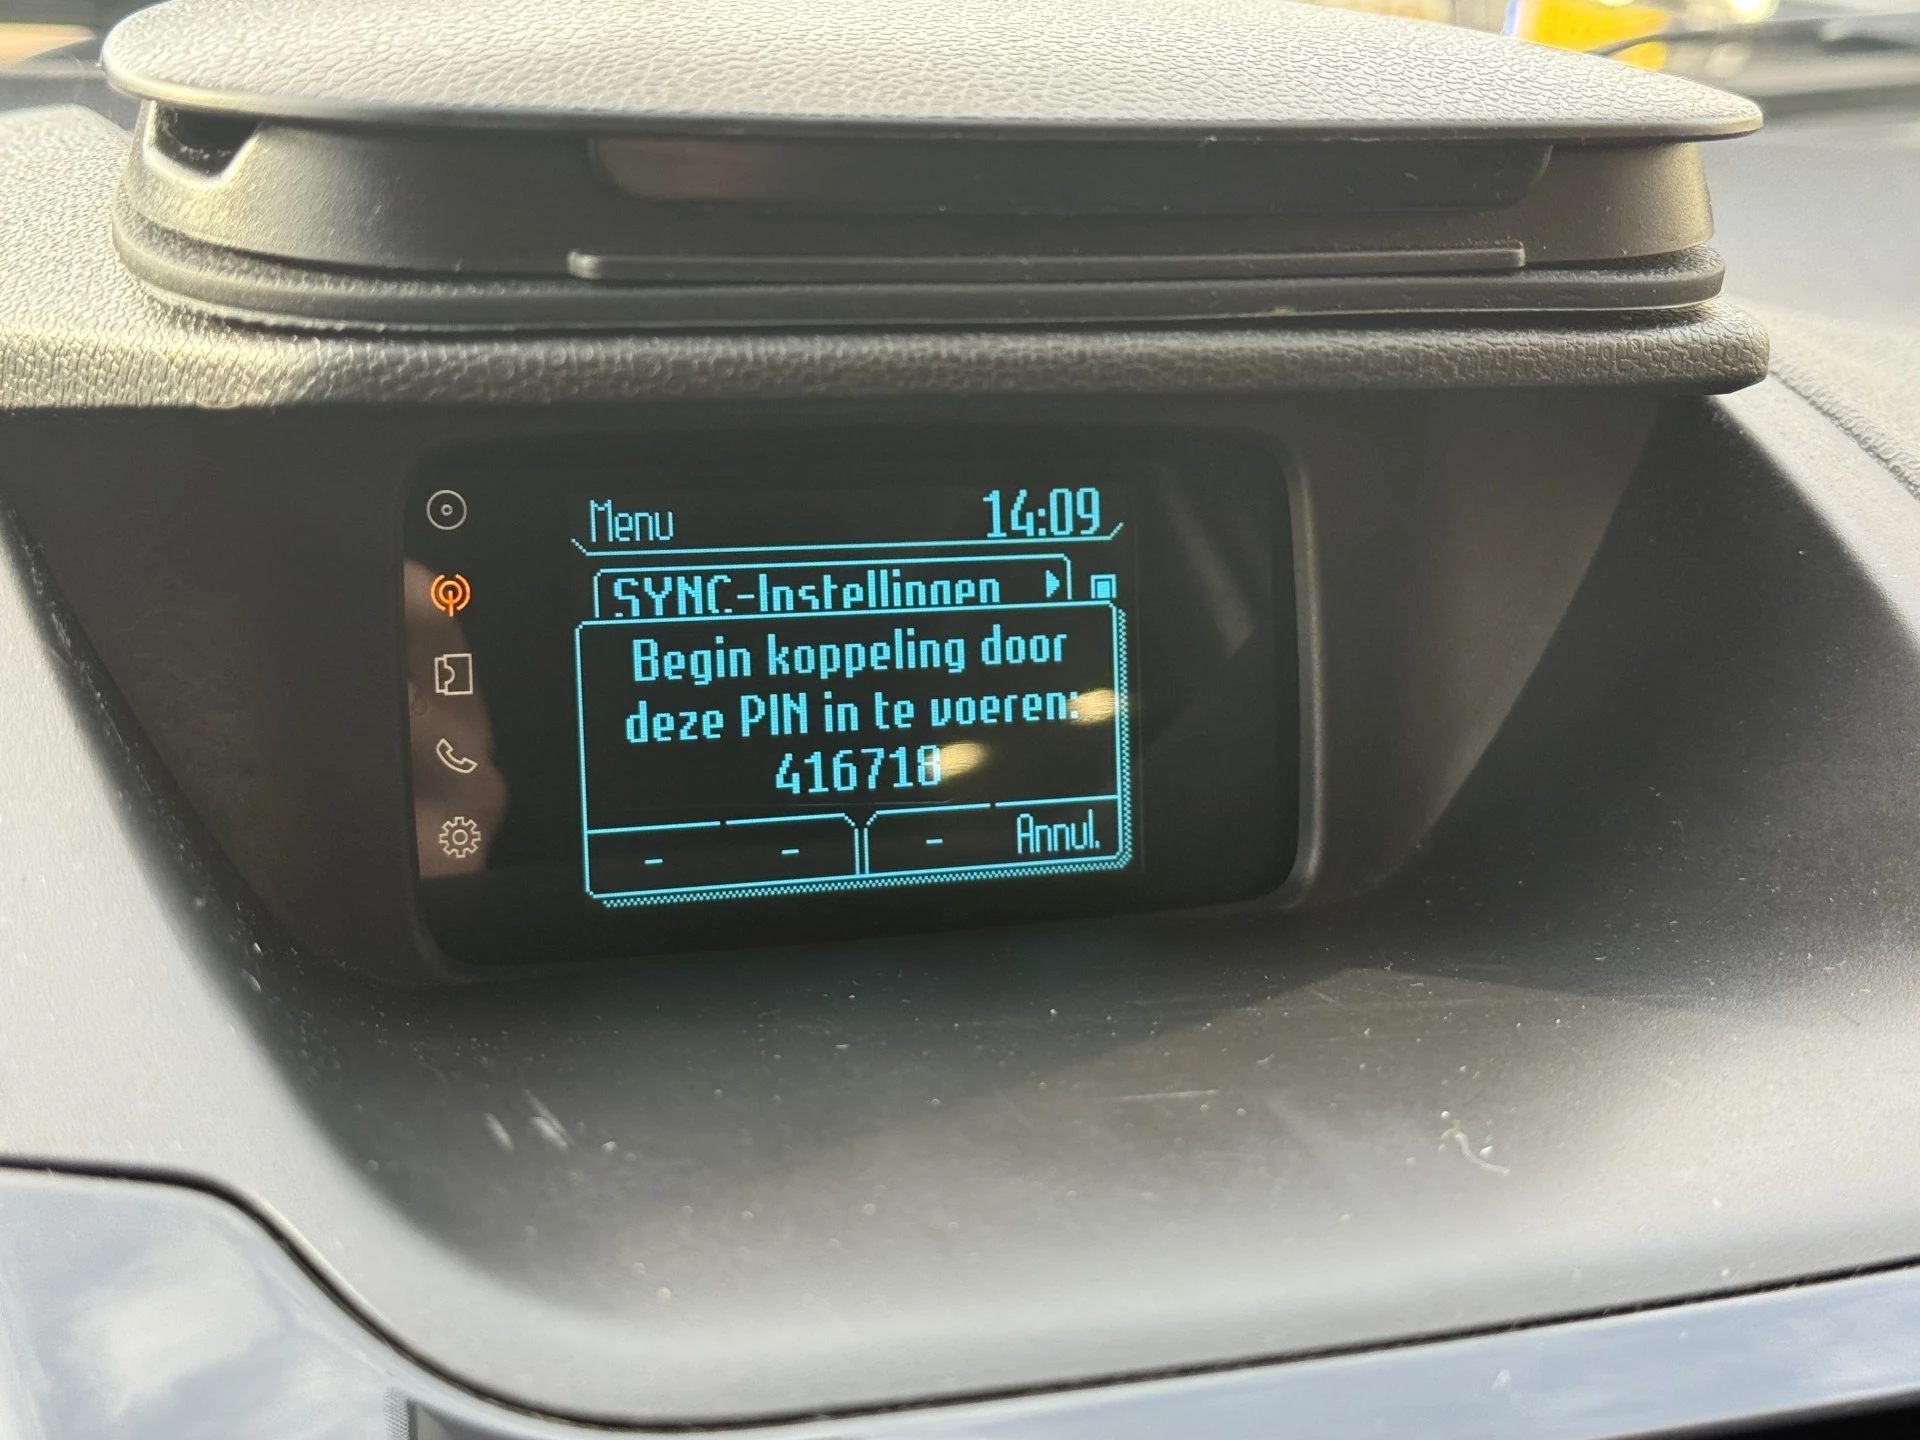 Menu 14:09
SYNC-Instellingen
Begin koppeling door
deze PIN in te voeren:
416718
- - - Annul.